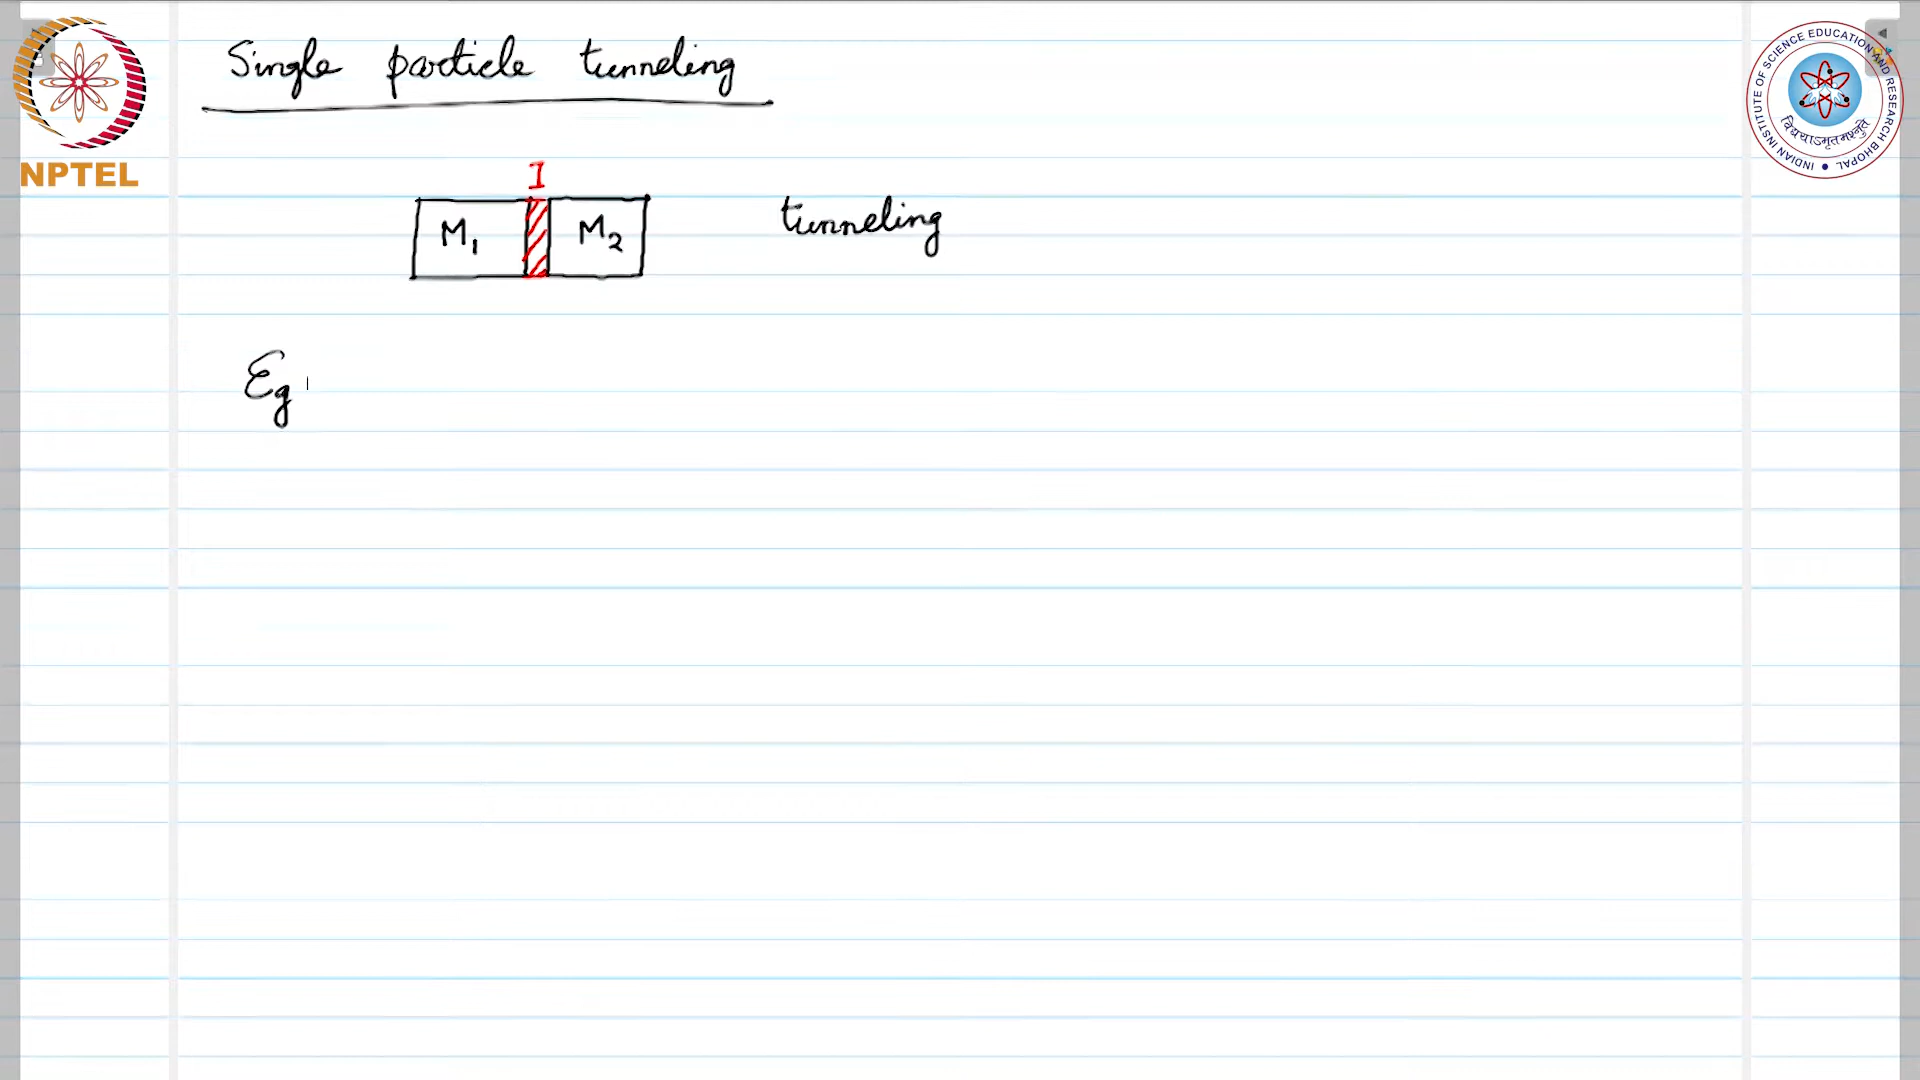 Single particle tunneling
I
M₁ M₂ tunneling
Eg
NPTEL
INDIAN INSTITUTE OF SCIENCE EDUCATION AND RESEARCH BHOPAL